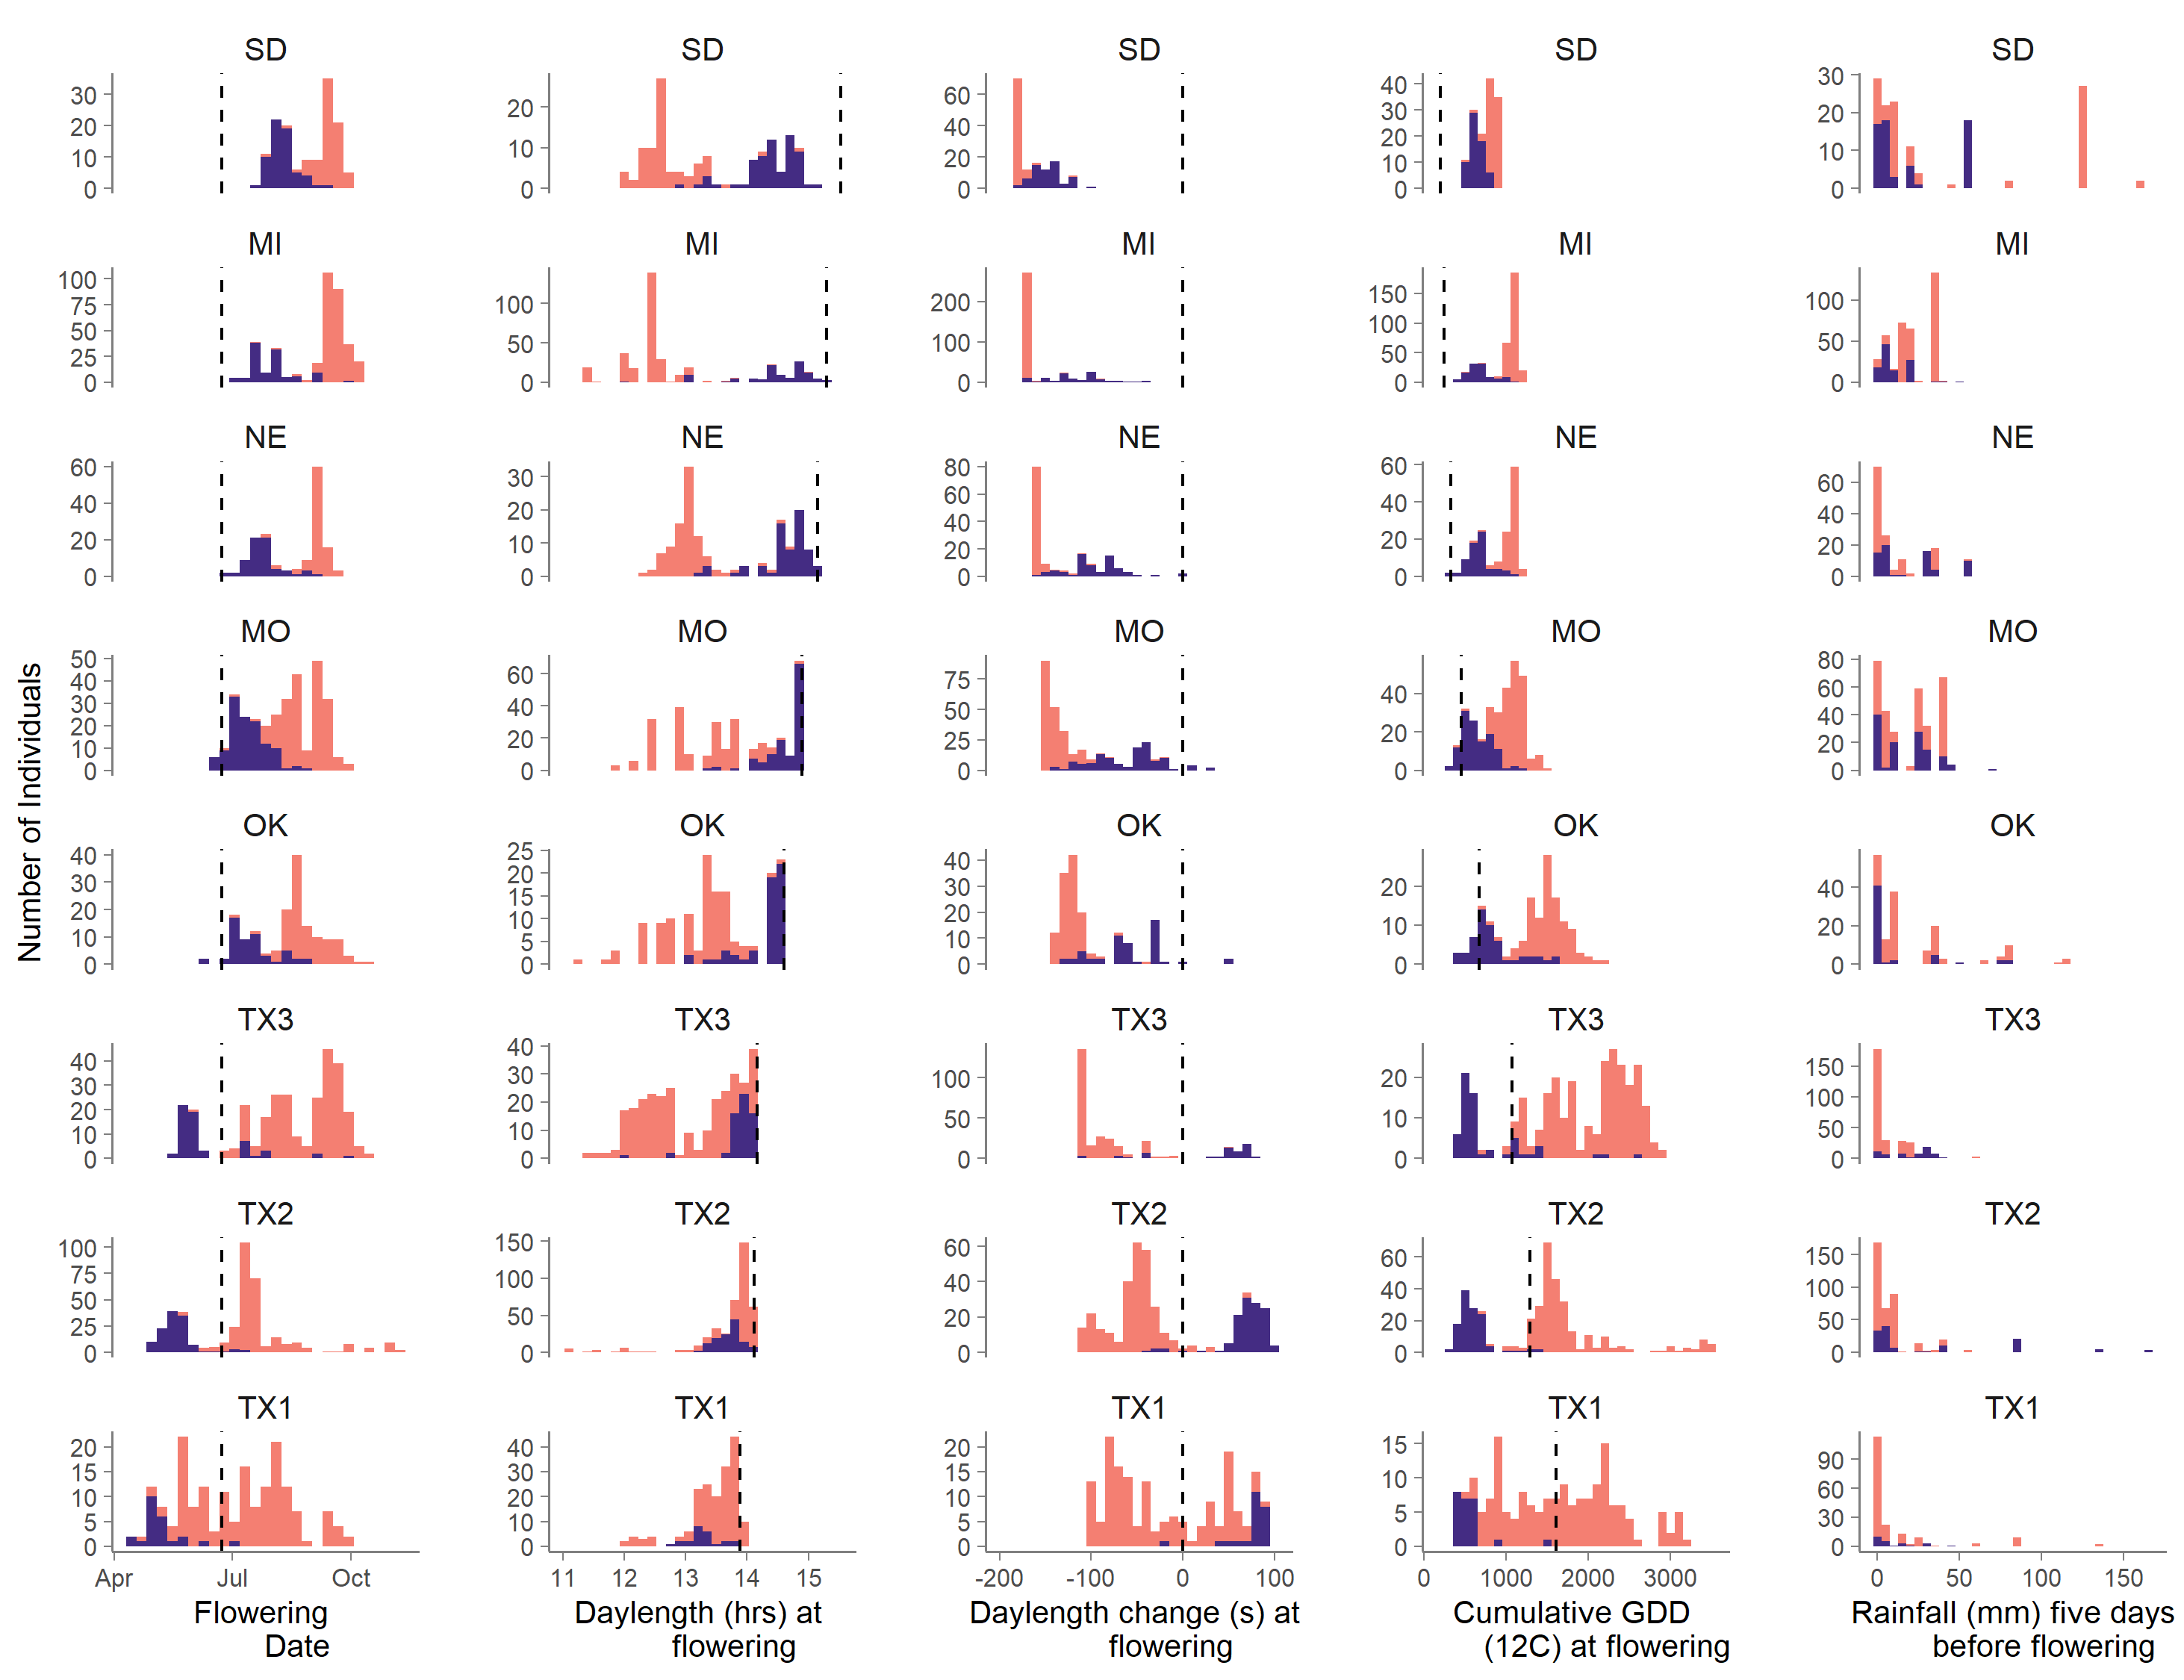 SD SD SD SD SD
30 20 10 0
20 10 0
60 40 20 0
40 30 20 10 0
30 20 10 0
MI MI MI MI MI
100 75 50 25 0
100 50 0
200 100 0
150 100 50 0
100 50 0
NE NE NE NE NE
60 40 20 0
30 20 10 0
80 60 40 20 0
60 40 20 0
60 40 20 0
MO MO MO MO MO
50 40 30 20 10 0
60 40 20 0
75 50 25 0
40 20 0
80 60 40 20 0
Number of Individuals
OK OK OK OK OK
40 30 20 10 0
25 20 15 10 5 0
40 30 20 10 0
20 10 0
40 20 0
TX3 TX3 TX3 TX3 TX3
40 30 20 10 0
40 30 20 10 0
100 50 0
20 10 0
150 100 50 0
TX2 TX2 TX2 TX2 TX2
100 75 50 25 0
150 100 50 0
60 40 20 0
60 40 20 0
150 100 50 0
TX1 TX1 TX1 TX1 TX1
20 15 10 5 0
40 30 20 10 0
20 15 10 5 0
15 10 5 0
90 60 30 0
Apr Jul Oct
11 12 13 14 15
-200 -100 0 100
0 1000 2000 3000
0 50 100 150
Flowering
Date
Daylength (hrs) at
flowering
Daylength change (s) at
flowering
Cumulative GDD
(12C) at flowering
Rainfall (mm) five days
before flowering